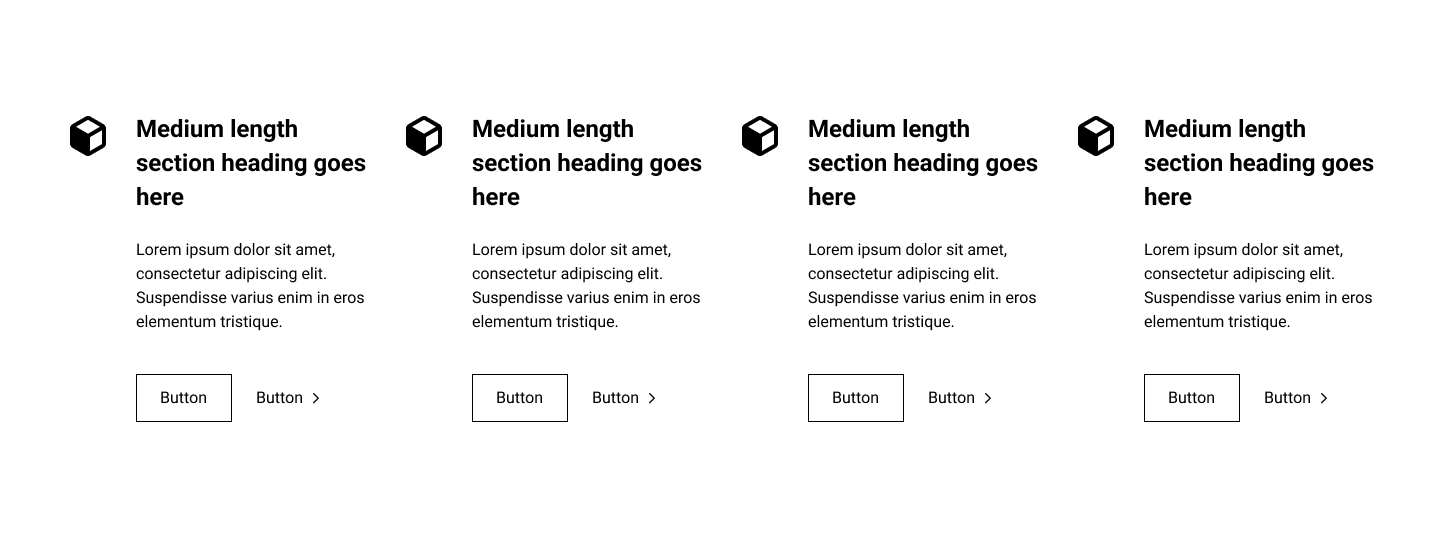 Medium length
section heading goes
here
Lorem ipsum dolor sit amet,
consectetur adipiscing elit.
Suspendisse varius enim in eros
elementum tristique.
Button
Button
Medium length
section heading goes
here
Lorem ipsum dolor sit amet,
consectetur adipiscing elit.
Suspendisse varius enim in eros
elementum tristique.
Button
Button
Medium length
section heading goes
here
Lorem ipsum dolor sit amet,
consectetur adipiscing elit.
Suspendisse varius enim in eros
elementum tristique.
Button
Button
Medium length
section heading goes
here
Lorem ipsum dolor sit amet,
consectetur adipiscing elit.
Suspendisse varius enim in eros
elementum tristique.
Button
Button